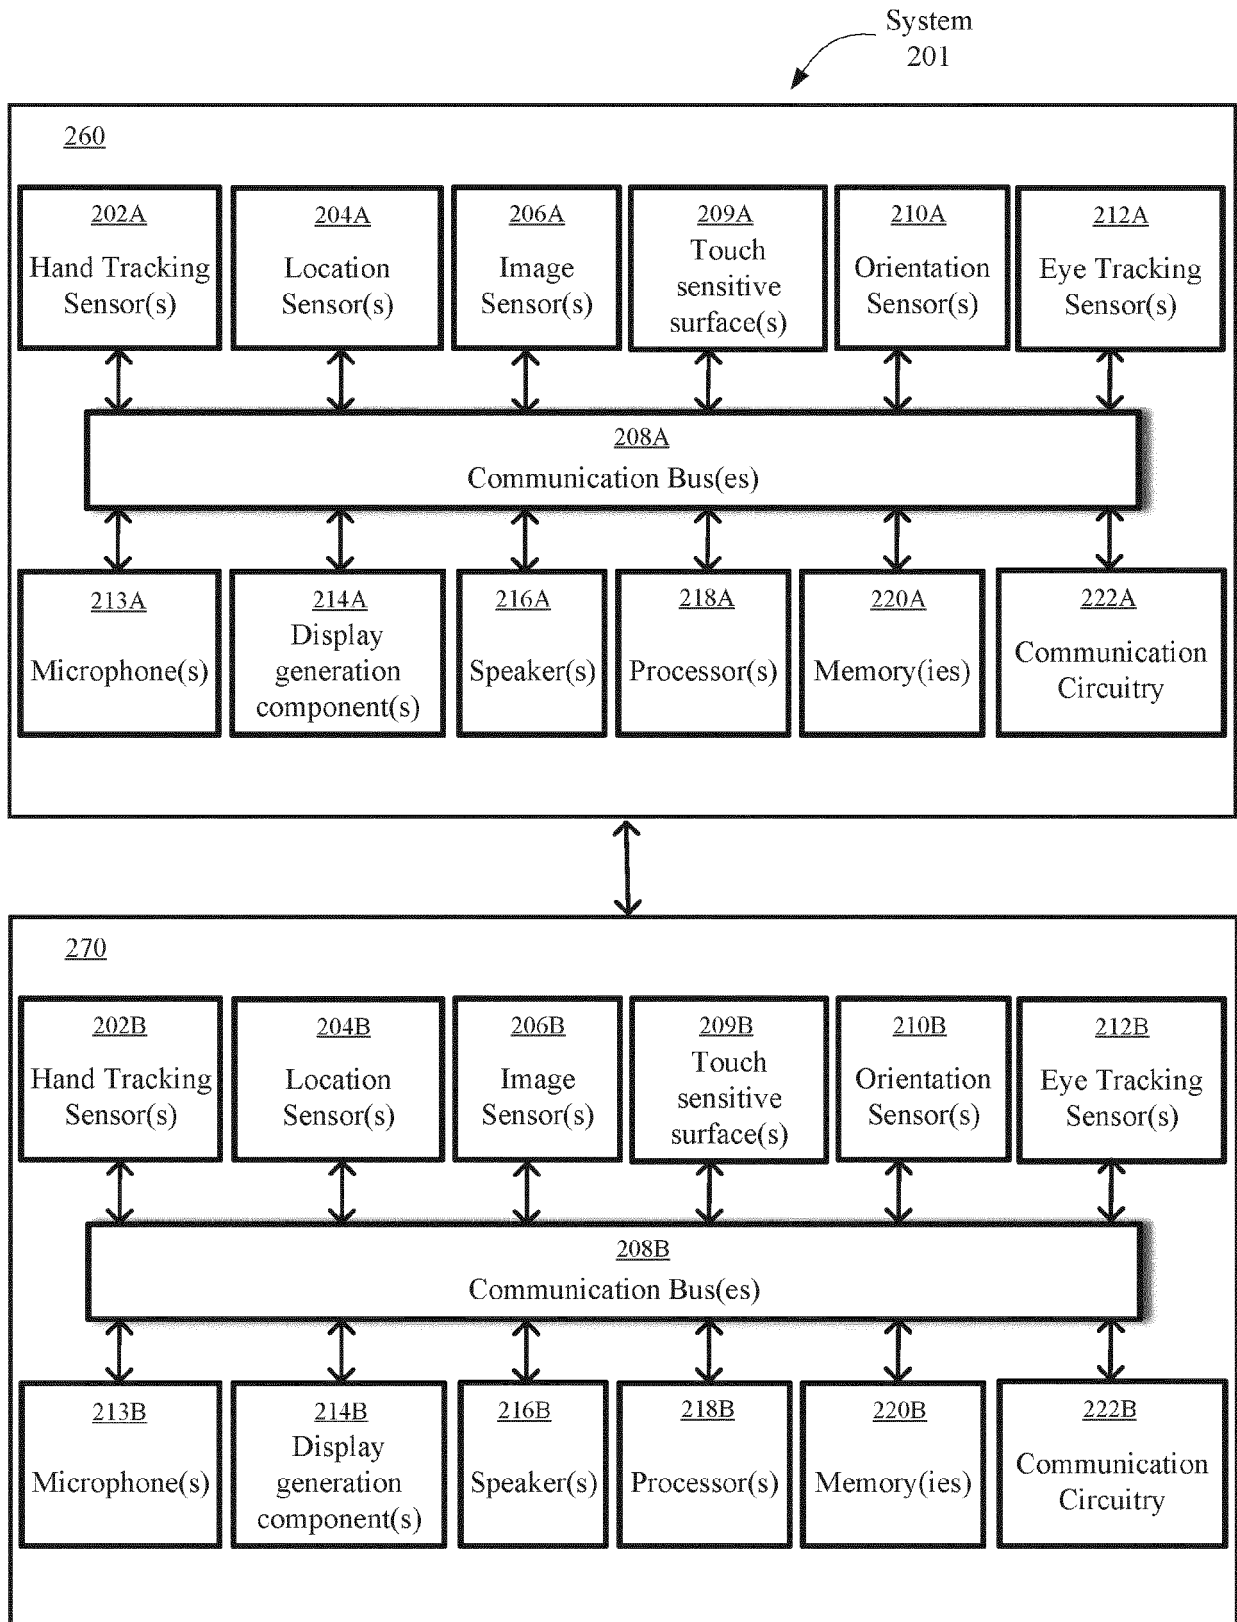 System
201
260
202A
Hand Tracking
Sensor(s)
204A
Location
Sensor(s)
206A
Image
Sensor(s)
209A
Touch
sensitive
surface(s)
210A
Orientation
Sensor(s)
212A
Eye Tracking
Sensor(s)
208A
Communication Bus(es)
213A
Microphone(s)
214A
Display
generation
component(s)
216A
Speaker(s)
218A
Processor(s)
220A
Memory(ies)
222A
Communication
Circuitry
270
202B
Hand Tracking
Sensor(s)
204B
Location
Sensor(s)
206B
Image
Sensor(s)
209B
Touch
sensitive
surface(s)
210B
Orientation
Sensor(s)
212B
Eye Tracking
Sensor(s)
208B
Communication Bus(es)
213B
Microphone(s)
214B
Display
generation
component(s)
216B
Speaker(s)
218B
Processor(s)
220B
Memory(ies)
222B
Communication
Circuitry